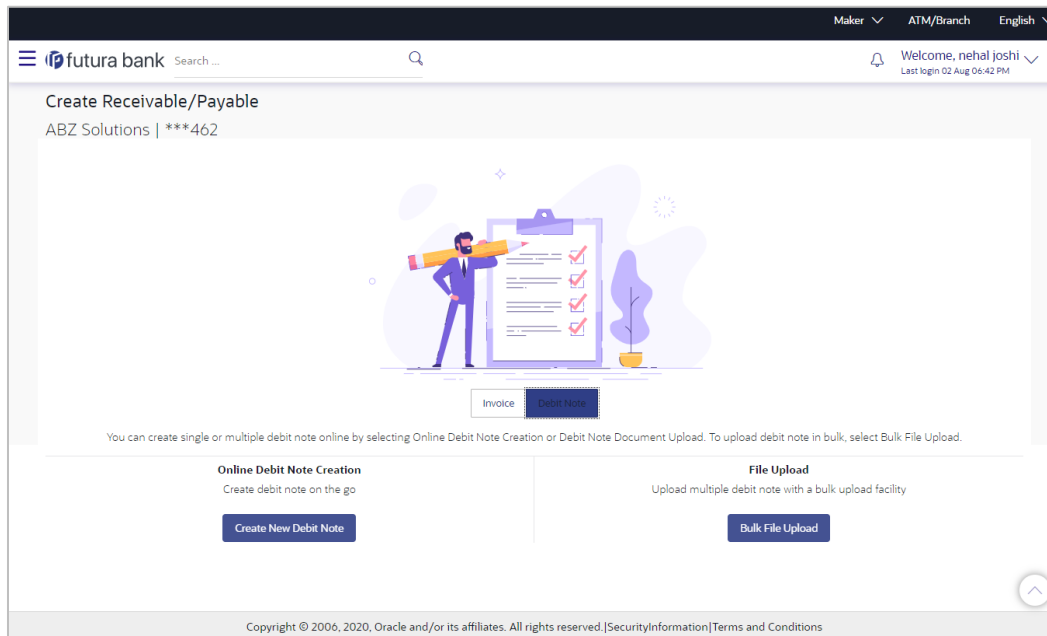 Maker ATM/Branch English
futura bank Search ... Welcome, nehal joshi
Last login 02 Aug 06:42 PM
Create Receivable/Payable
ABZ Solutions | ***462
Invoice Debit Note
You can create single or multiple debit note online by selecting Online Debit Note Creation or Debit Note Document Upload. To upload debit note in bulk, select Bulk File Upload.
Online Debit Note Creation File Upload
Create debit note on the go Upload multiple debit note with a bulk upload facility
Create New Debit Note Bulk File Upload
Copyright © 2006, 2020, Oracle and/or its affiliates. All rights reserved.|SecurityInformation|Terms and Conditions